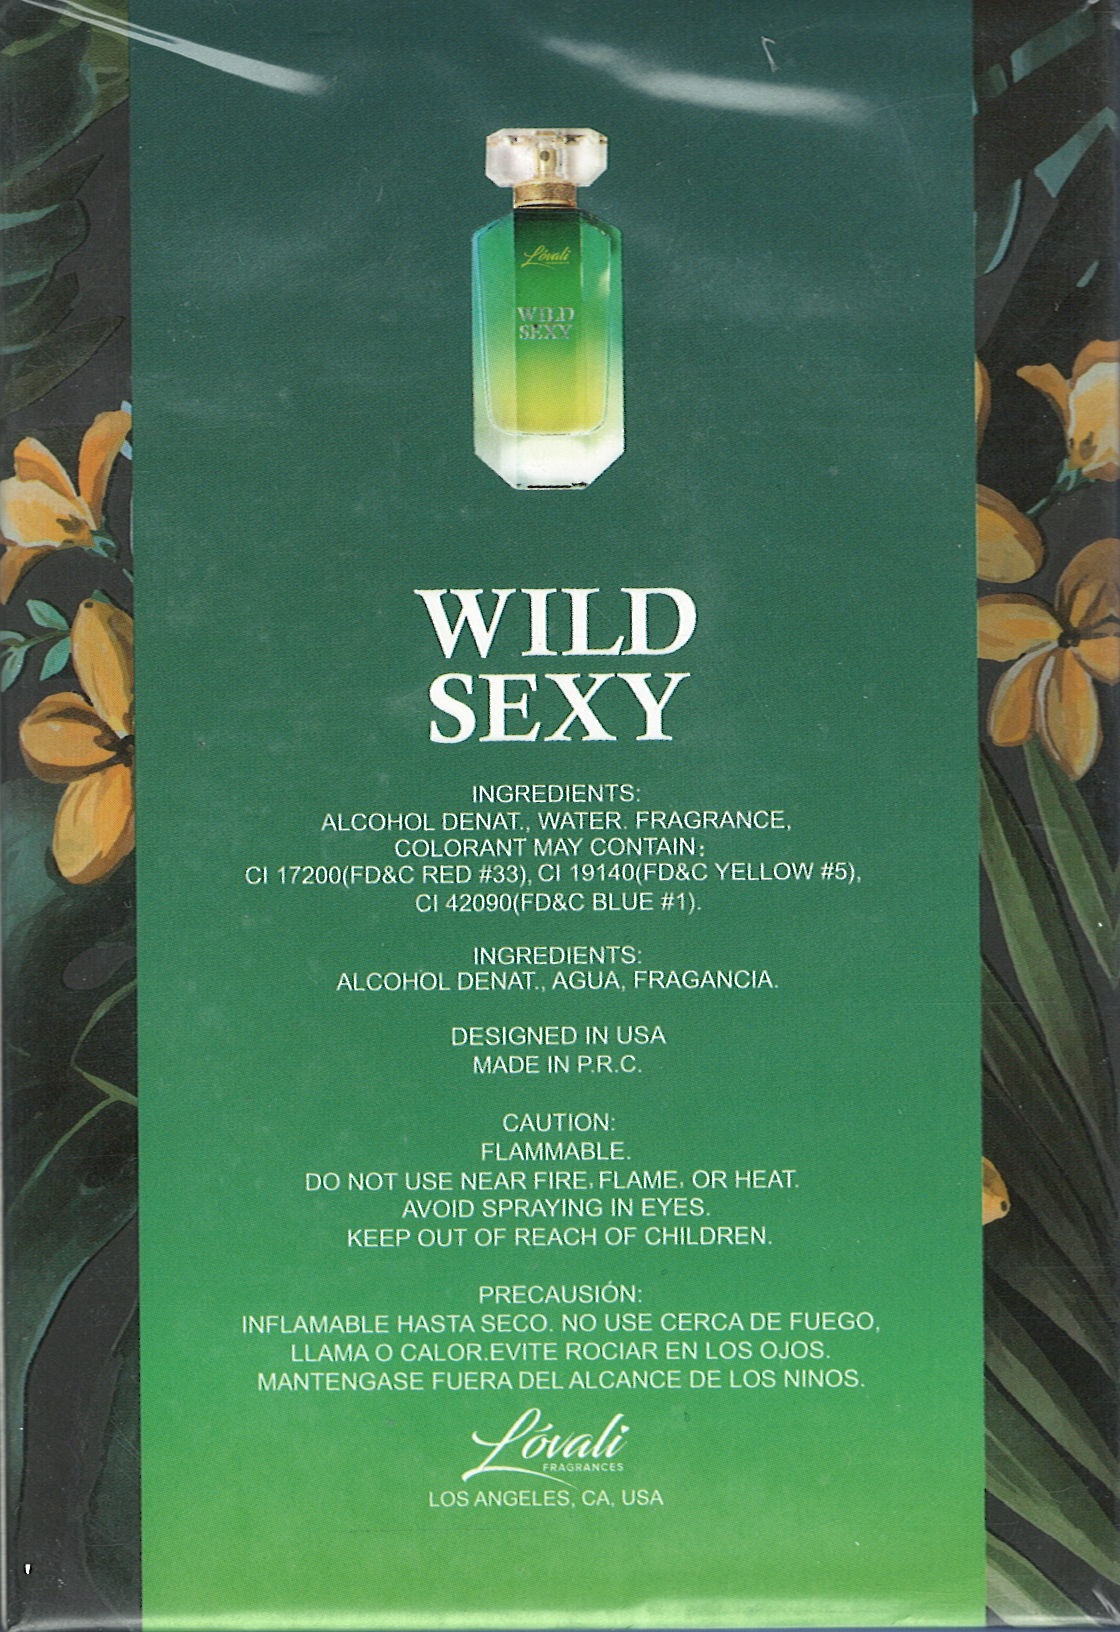 Lóvali
WILD
SEXY
WILD
SEXY
INGREDIENTS:
ALCOHOL DENAT., WATER. FRAGRANCE,
COLORANT MAY CONTAIN:
CI 17200(FD&C RED #33), CI 19140(FD&C YELLOW #5),
CI 42090(FD&C BLUE #1).
INGREDIENTS:
ALCOHOL DENAT., AGUA, FRAGANCIA.
DESIGNED IN USA
MADE IN P.R.C.
CAUTION:
FLAMMABLE.
DO NOT USE NEAR FIRE, FLAME, OR HEAT.
AVOID SPRAYING IN EYES.
KEEP OUT OF REACH OF CHILDREN.
PRECAUSIÓN:
INFLAMABLE HASTA SECO. NO USE CERCA DE FUEGO,
LLAMA O CALOR.EVITE ROCIAR EN LOS OJOS.
MANTENGASE FUERA DEL ALCANCE DE LOS NINOS.
Lóvali
FRAGRANCES
LOS ANGELES, CA, USA